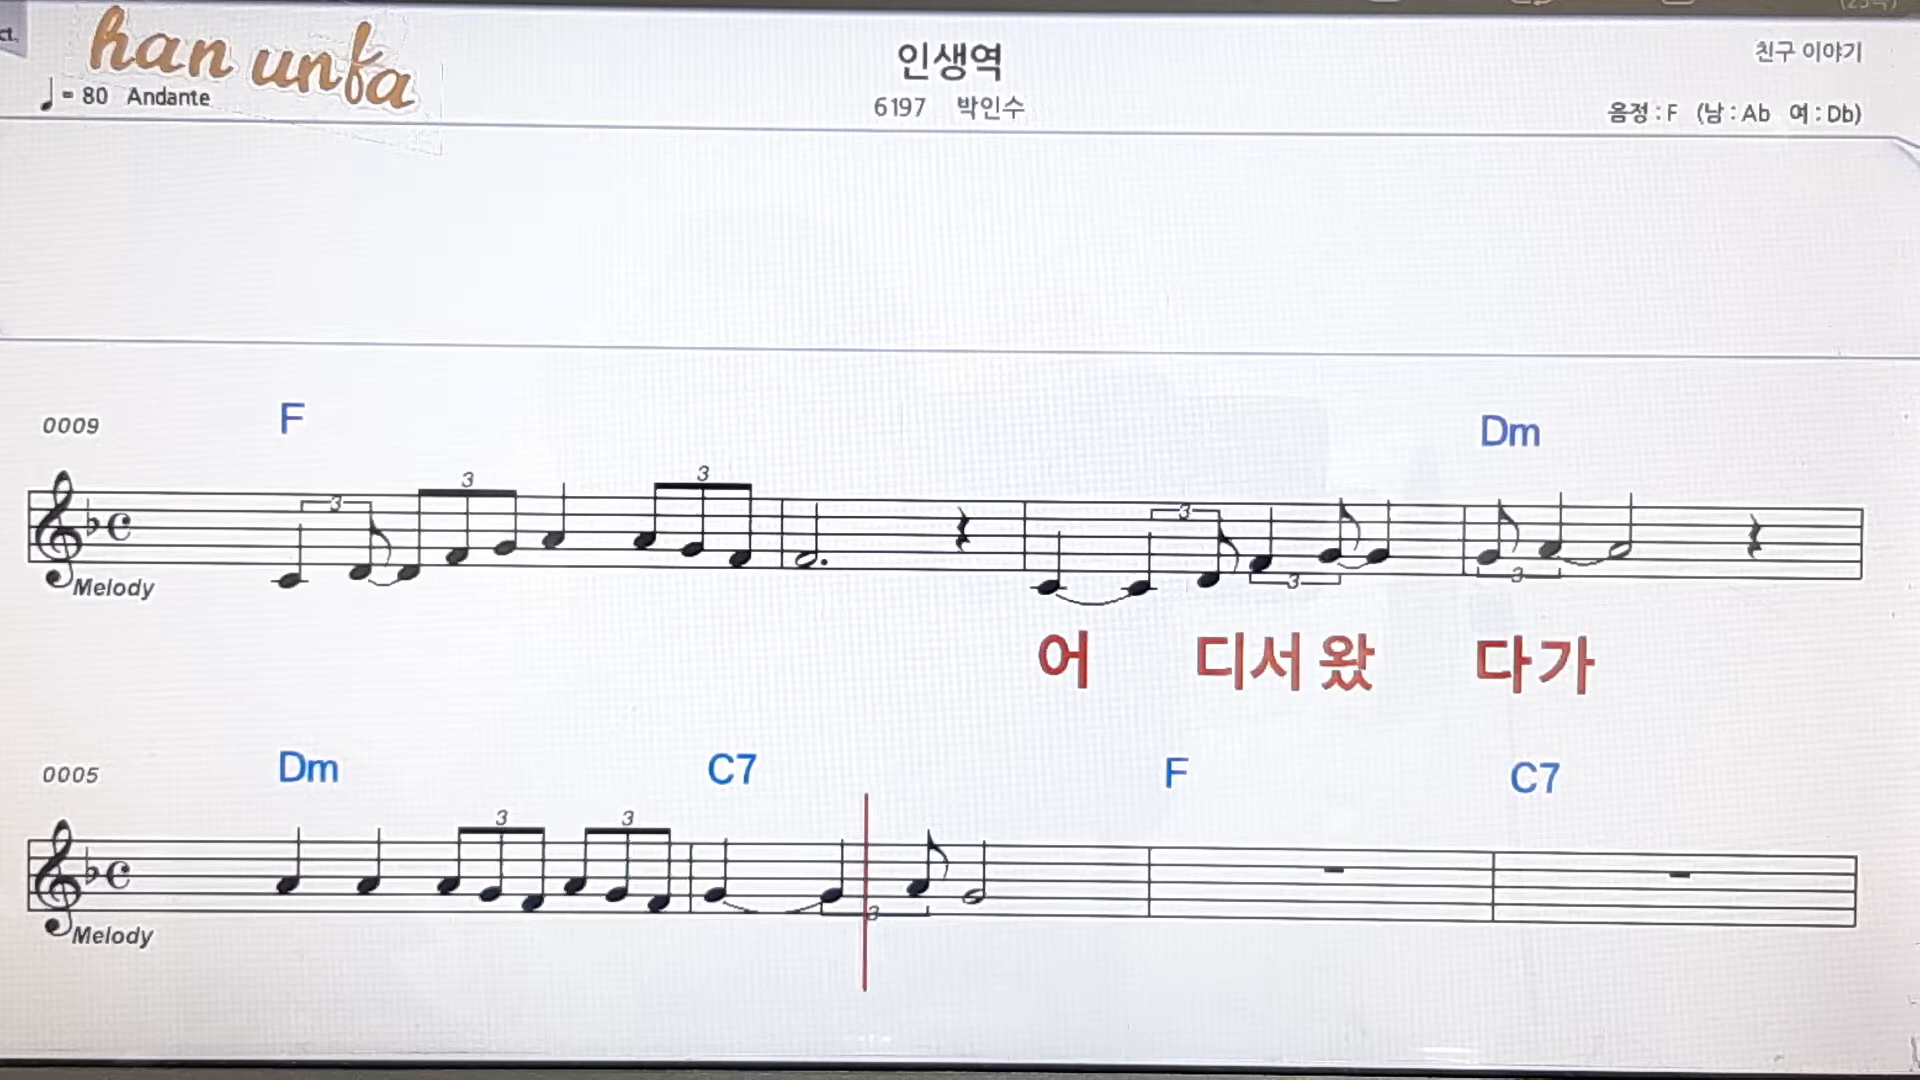 ct.
han unfa
♩= 80 Andante
인생역
6197 박인수
친구 이야기
음정 : F (남 : Ab 여 : Db)
0009 F Dm
3 3 3 3 3 3
Melody
어 디서 왔 다가
0005 Dm C7 F C7
3 3 3
Melody